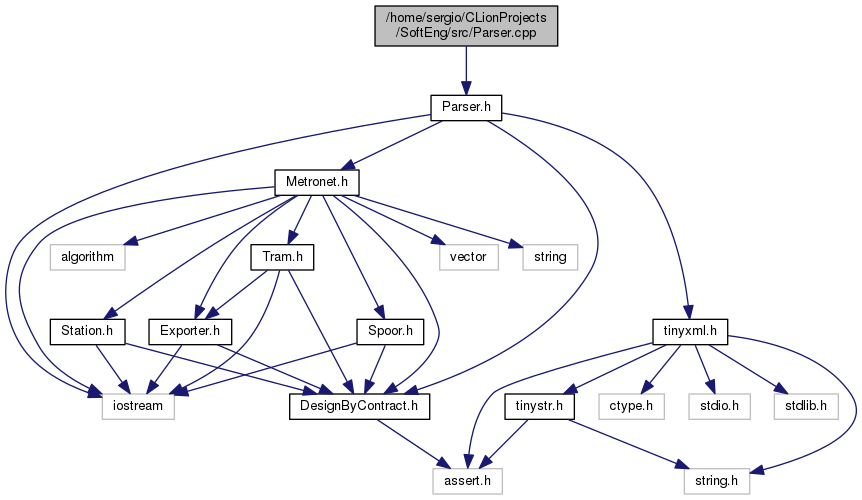 /home/sergio/CLionProjects
/SoftEng/src/Parser.cpp
Parser.h
Metronet.h
algorithm
Tram.h
vector
string
Station.h
Exporter.h
Spoor.h
tinyxml.h
iostream
DesignByContract.h
tinystr.h
ctype.h
stdio.h
stdlib.h
assert.h
string.h